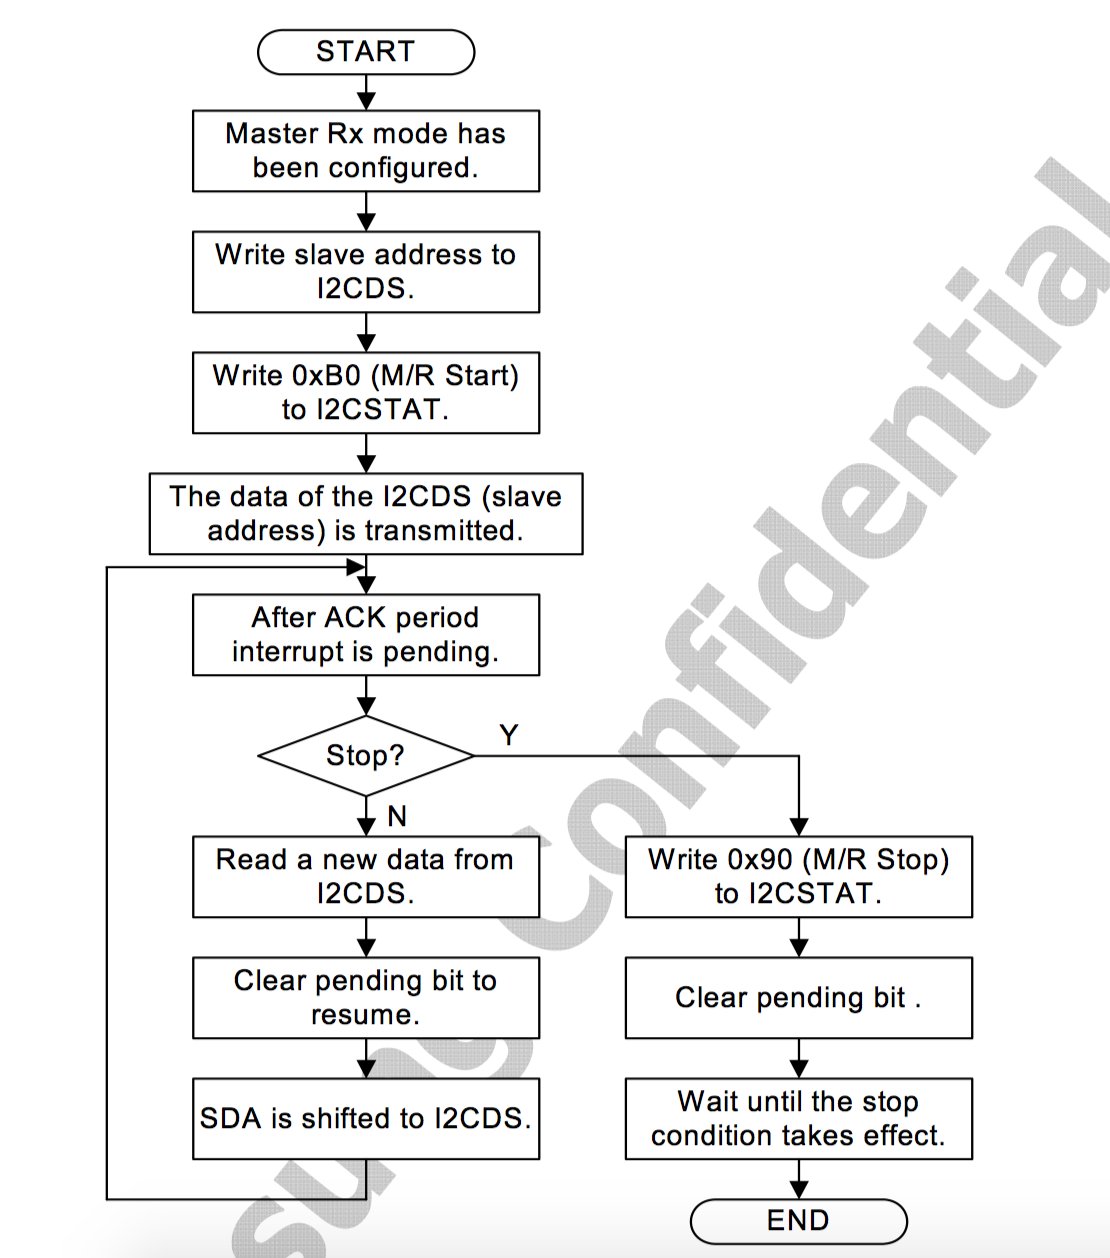 START
Master Rx mode has
been configured.
Write slave address to
I2CDS.
Write 0xB0 (M/R Start)
to I2CSTAT.
The data of the I2CDS (slave
address) is transmitted.
After ACK period
interrupt is pending.
Stop?
Y
N
Read a new data from
I2CDS.
Clear pending bit to
resume.
SDA is shifted to I2CDS.
Write 0x90 (M/R Stop)
to I2CSTAT.
Clear pending bit .
Wait until the stop
condition takes effect.
END
Confidential